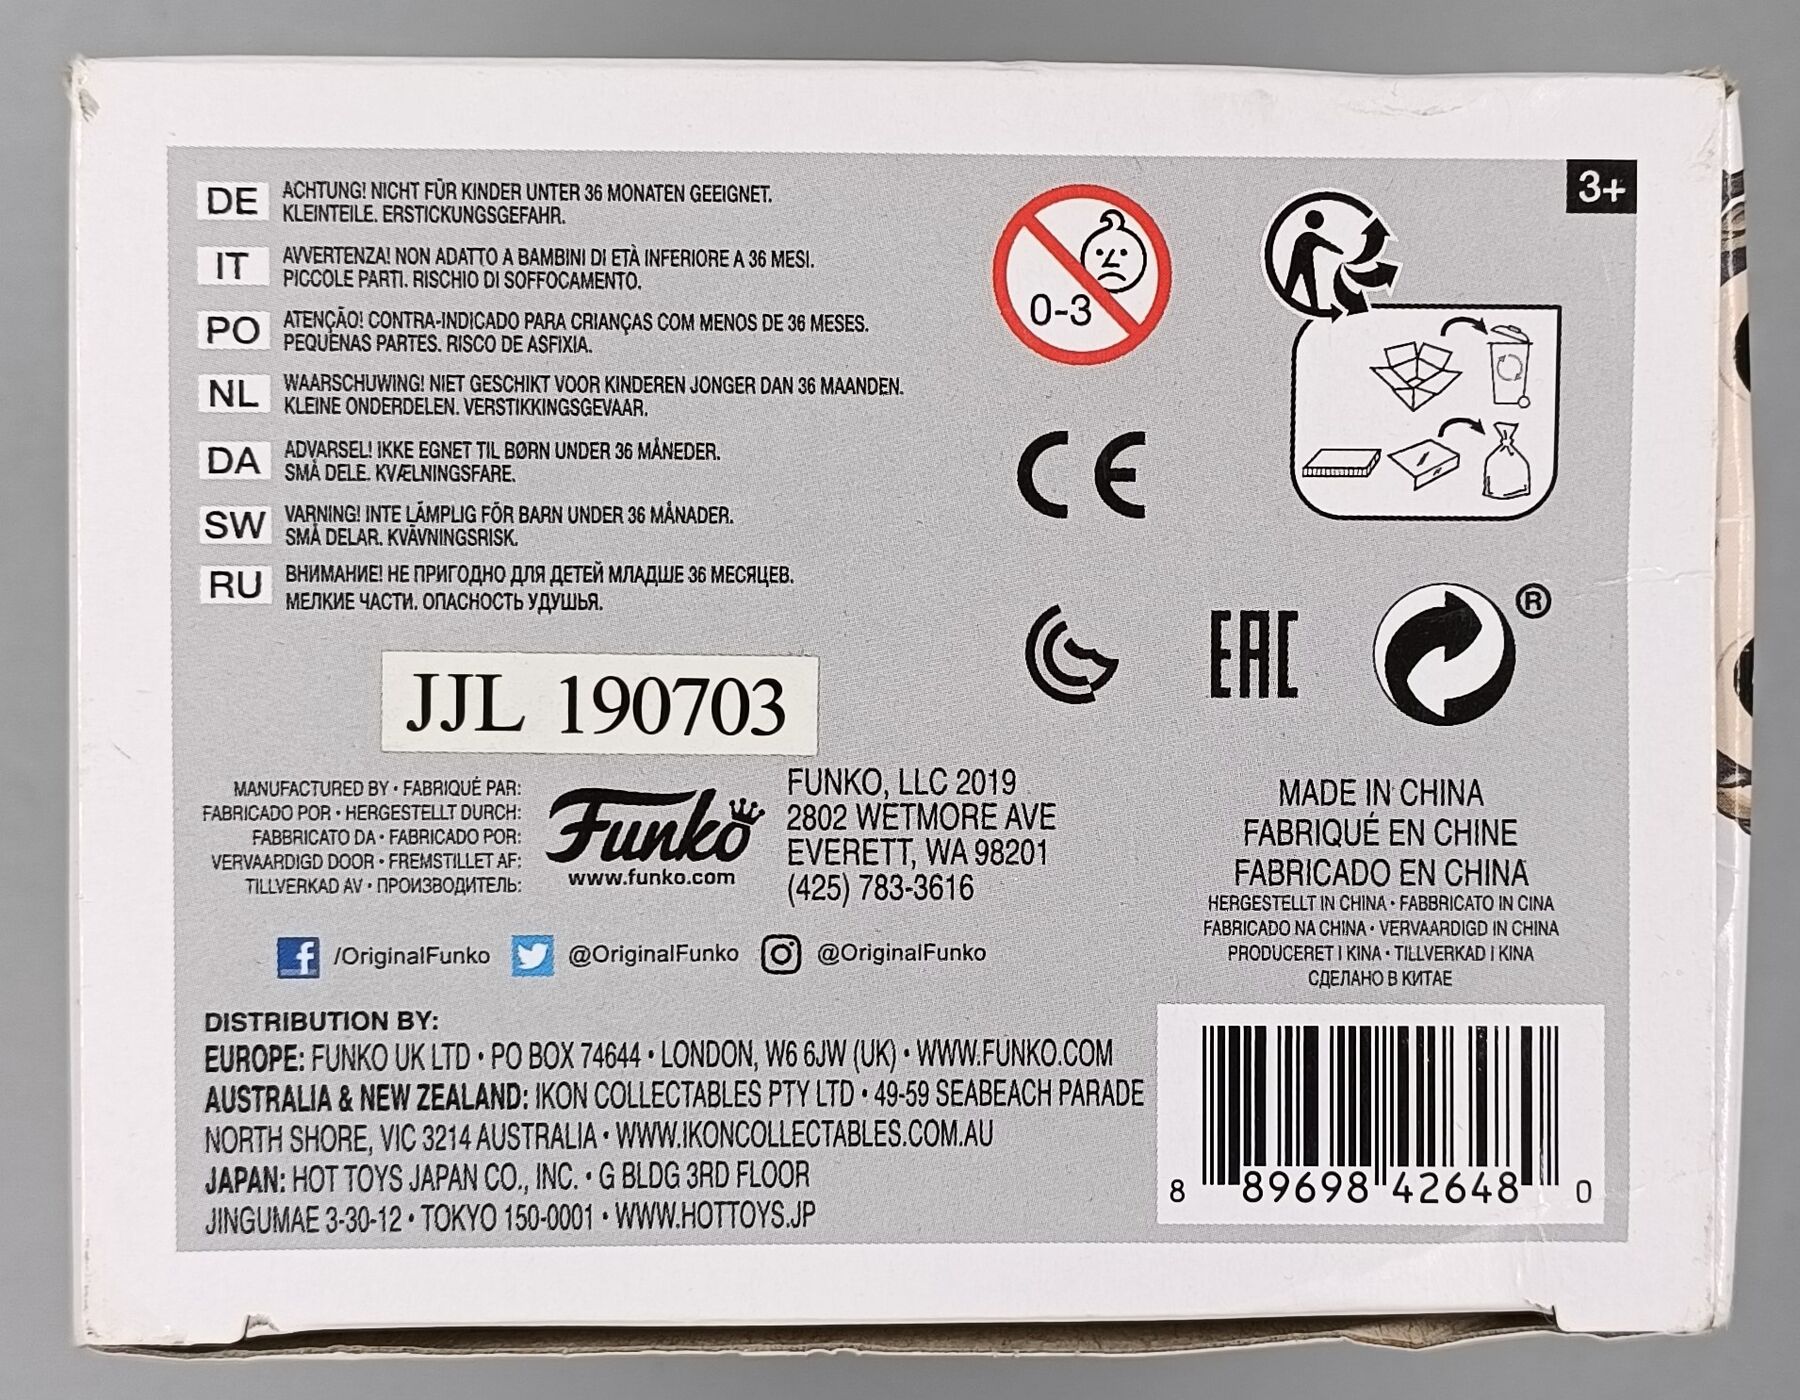 DE ACHTUNG! NICHT FÜR KINDER UNTER 36 MONATEN GEEIGNET.
KLEINTEILE. ERSTICKUNGSGEFAHR.
IT AVVERTENZA! NON ADATTO A BAMBINI DI ETÀ INFERIORE A 36 MESI.
PICCOLE PARTI. RISCHIO DI SOFFOCAMENTO.
PO ATENÇÃO! CONTRA-INDICADO PARA CRIANÇAS COM MENOS DE 36 MESES.
PEQUENAS PARTES. RISCO DE ASFIXIA.
NL WAARSCHUWING! NIET GESCHIKT VOOR KINDEREN JONGER DAN 36 MAANDEN.
KLEINE ONDERDELEN. VERSTIKKINGSGEVAAR.
DA ADVARSEL! IKKE EGNET TIL BØRN UNDER 36 MÅNEDER.
SMÅ DELE. KVÆLNINGSFARE.
SW VARNING! INTE LÄMPLIG FÖR BARN UNDER 36 MÅNADER.
SMÅ DELAR. KVÄVNINGSRISK.
RU ВНИМАНИЕ! НЕ ПРИГОДНО ДЛЯ ДЕТЕЙ МЛАДШЕ 36 МЕСЯЦЕВ.
МЕЛКИЕ ЧАСТИ. ОПАСНОСТЬ УДУШЬЯ.
0-3
3+
CE
EAC
®
JJL 190703
MANUFACTURED BY • FABRIQUÉ PAR:
FABRICADO POR • HERGESTELLT DURCH:
FABBRICATO DA • FABRICADO POR:
VERVAARDIGD DOOR • FREMSTILLET AF:
TILLVERKAD AV • ПРОИЗВОДИТЕЛЬ:
Funko
www.funko.com
FUNKO, LLC 2019
2802 WETMORE AVE
EVERETT, WA 98201
(425) 783-3616
MADE IN CHINA
FABRIQUÉ EN CHINE
FABRICADO EN CHINA
HERGESTELLT IN CHINA • FABBRICATO IN CINA
FABRICADO NA CHINA • VERVAARDIGD IN CHINA
PRODUCERET I KINA • TILLVERKAD I KINA
СДЕЛАНО В КИТАЕ
/OriginalFunko @OriginalFunko @OriginalFunko
DISTRIBUTION BY:
EUROPE: FUNKO UK LTD • PO BOX 74644 • LONDON, W6 6JW (UK) • WWW.FUNKO.COM
AUSTRALIA & NEW ZEALAND: IKON COLLECTABLES PTY LTD • 49-59 SEABEACH PARADE
NORTH SHORE, VIC 3214 AUSTRALIA • WWW.IKONCOLLECTABLES.COM.AU
JAPAN: HOT TOYS JAPAN CO., INC. • G BLDG 3RD FLOOR
JINGUMAE 3-30-12 • TOKYO 150-0001 • WWW.HOTTOYS.JP
8 89698 42648 0